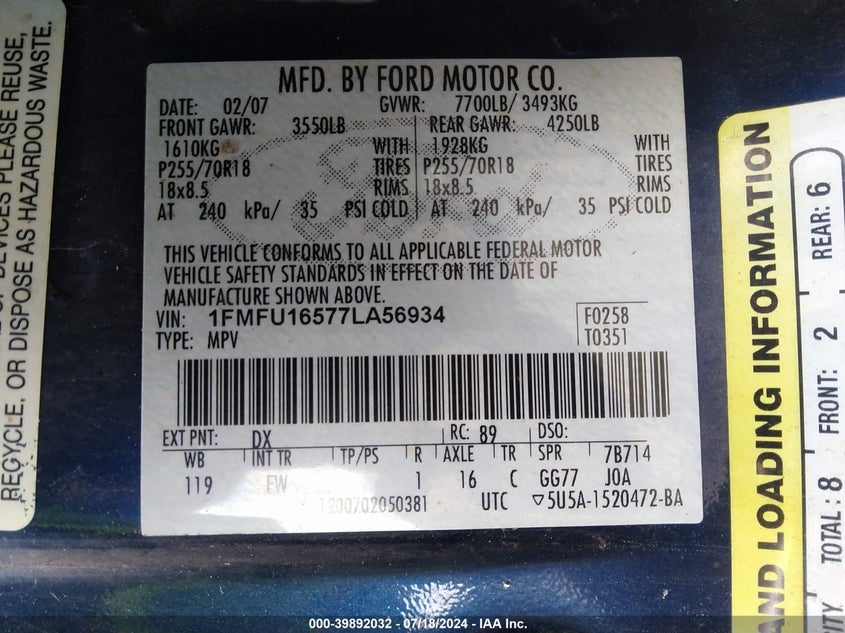 DEVICES PLEASE REUSE,
RECYCLE, OR DISPOSE AS HAZARDOUS WASTE.
MFD. BY FORD MOTOR CO.
DATE: 02/07 GVWR: 7700LB/ 3493KG
FRONT GAWR: 3550LB REAR GAWR: 4250LB
1610KG WITH 1928KG WITH
P255/70R18 TIRES P255/70R18 TIRES
18x8.5 RIMS 18x8.5 RIMS
AT 240 kPa/ 35 PSI COLD AT 240 kPa/ 35 PSI COLD
THIS VEHICLE CONFORMS TO ALL APPLICABLE FEDERAL MOTOR
VEHICLE SAFETY STANDARDS IN EFFECT ON THE DATE OF
MANUFACTURE SHOWN ABOVE.
VIN: 1FMFU16577LA56934 F0258
TYPE: MPV T0351
EXT PNT: DX RC: 89 DSO:
WB INT TR TP/PS R AXLE TR SPR 7B714
119 FW 1 16 C GG77 JOA
1200702050381 UTC 5U5A-1520472-BA
AND LOADING INFORMATION
TOTAL: 8 FRONT: 2 REAR: 6
000-39892032 - 07/18/2024 - IAA Inc.